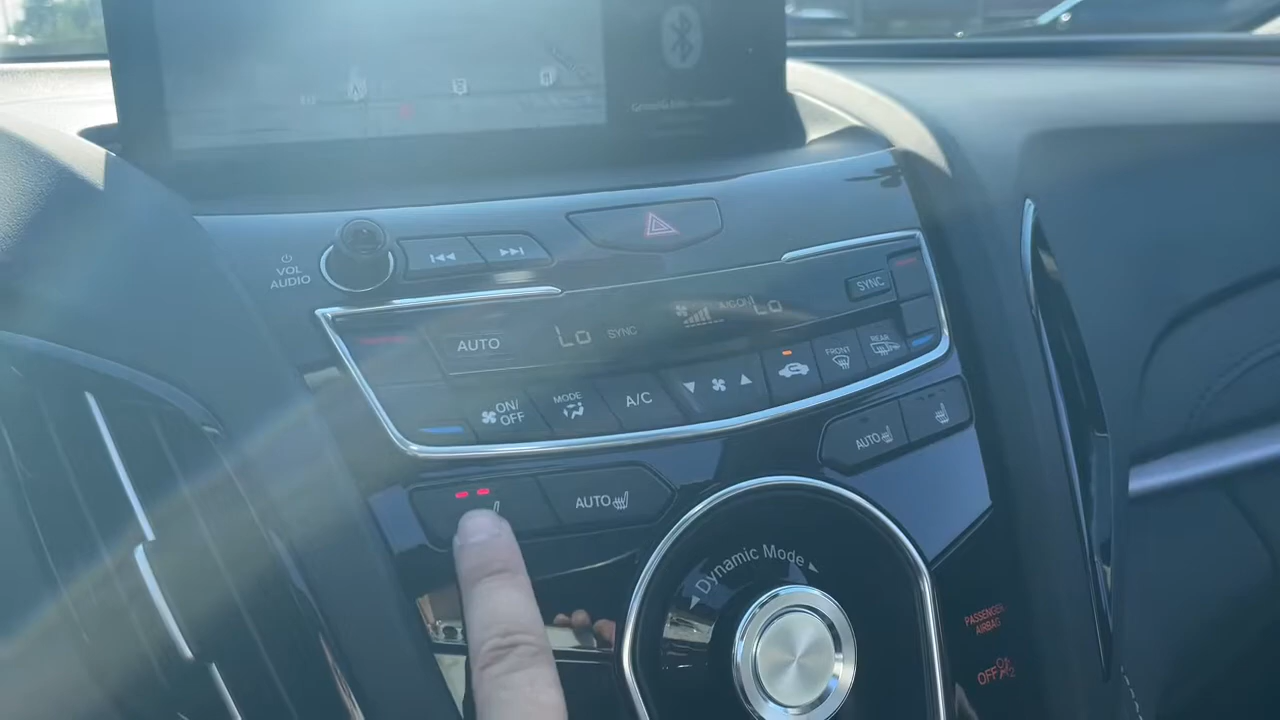 VOL
AUDIO
AUTO
Lo
SYNC
A/C ON
Lo
SYNC
ON/
OFF
MODE
A/C
FRONT
REAR
AUTO
AUTO
Dynamic Mode
PASSENGER
AIRBAG
OFF